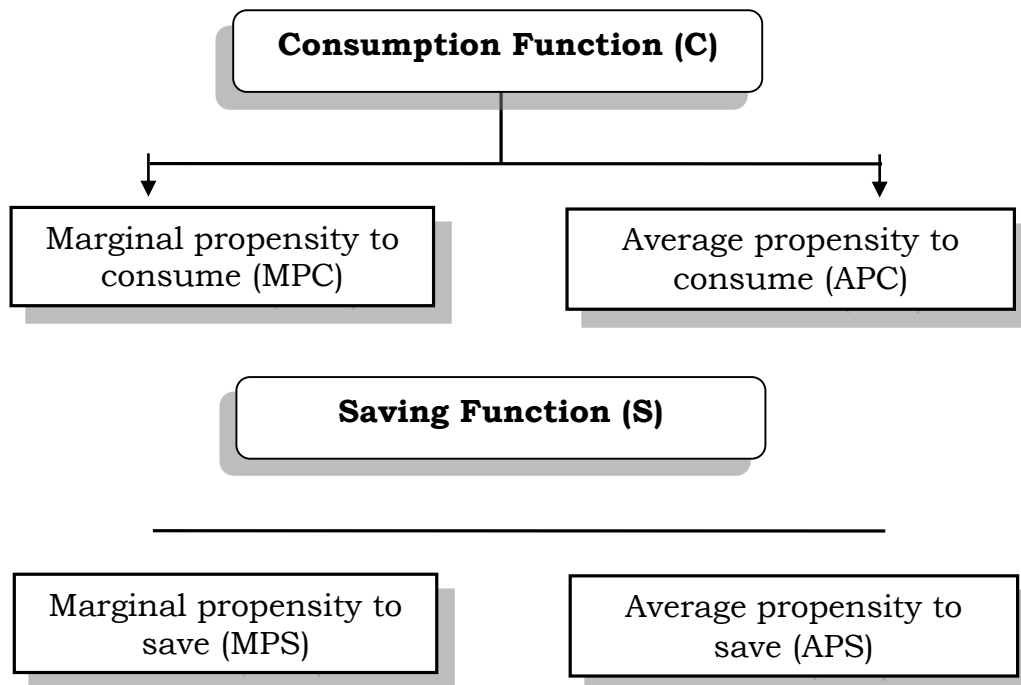 Consumption Function (C)
Marginal propensity to
consume (MPC)
Average propensity to
consume (APC)
Saving Function (S)
Marginal propensity to
save (MPS)
Average propensity to
save (APS)